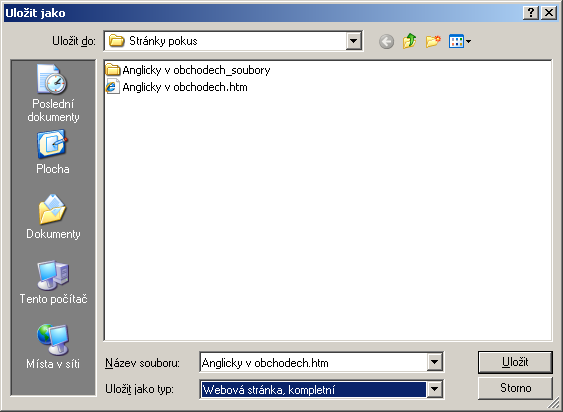 Uložit jako
Uložit do:
Stránky pokus
Poslední
dokumenty
Plocha
Dokumenty
Tento počítač
Místa v síti
Anglicky v obchodech_soubory
Anglicky v obchodech.htm
Název souboru:
Anglicky v obchodech.htm
Uložit
Uložit jako typ:
Webová stránka, kompletní
Storno